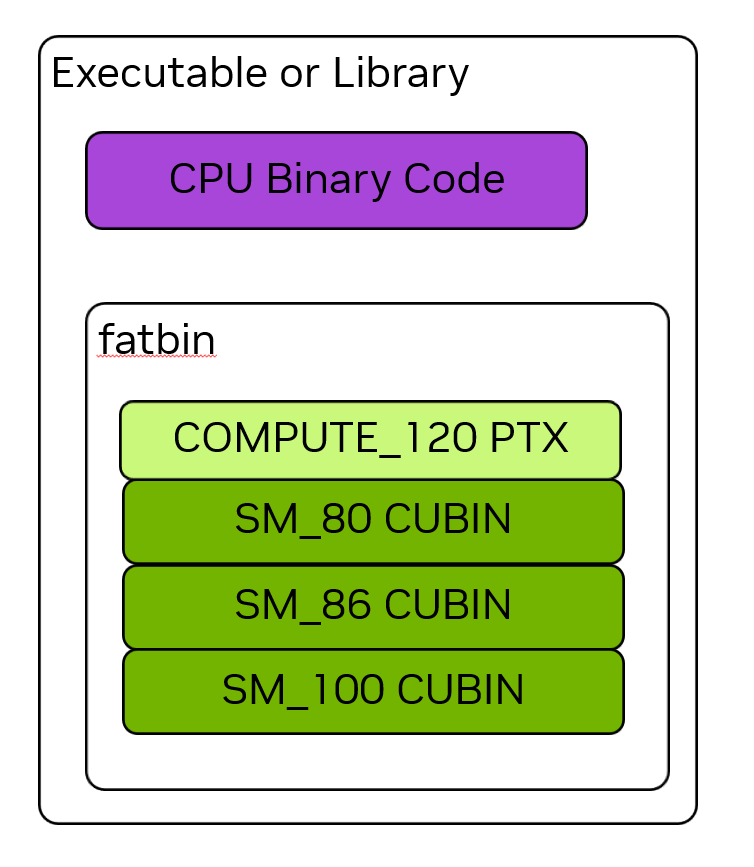 Executable or Library
CPU Binary Code
fatbin
COMPUTE_120 PTX
SM_80 CUBIN
SM_86 CUBIN
SM_100 CUBIN